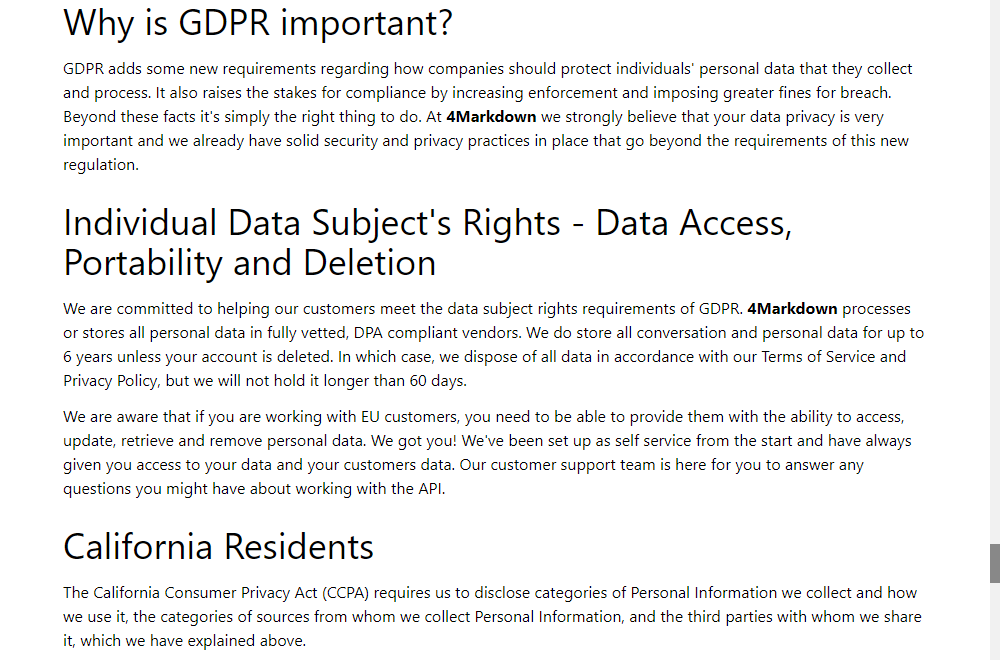 Why is GDPR important?
GDPR adds some new requirements regarding how companies should protect individuals' personal data that they collect
and process. It also raises the stakes for compliance by increasing enforcement and imposing greater fines for breach.
Beyond these facts it's simply the right thing to do. At 4Markdown we strongly believe that your data privacy is very
important and we already have solid security and privacy practices in place that go beyond the requirements of this new
regulation.
Individual Data Subject's Rights - Data Access,
Portability and Deletion
We are committed to helping our customers meet the data subject rights requirements of GDPR. 4Markdown processes
or stores all personal data in fully vetted, DPA compliant vendors. We do store all conversation and personal data for up to
6 years unless your account is deleted. In which case, we dispose of all data in accordance with our Terms of Service and
Privacy Policy, but we will not hold it longer than 60 days.
We are aware that if you are working with EU customers, you need to be able to provide them with the ability to access,
update, retrieve and remove personal data. We got you! We've been set up as self service from the start and have always
given you access to your data and your customers data. Our customer support team is here for you to answer any
questions you might have about working with the API.
California Residents
The California Consumer Privacy Act (CCPA) requires us to disclose categories of Personal Information we collect and how
we use it, the categories of sources from whom we collect Personal Information, and the third parties with whom we share
it, which we have explained above.